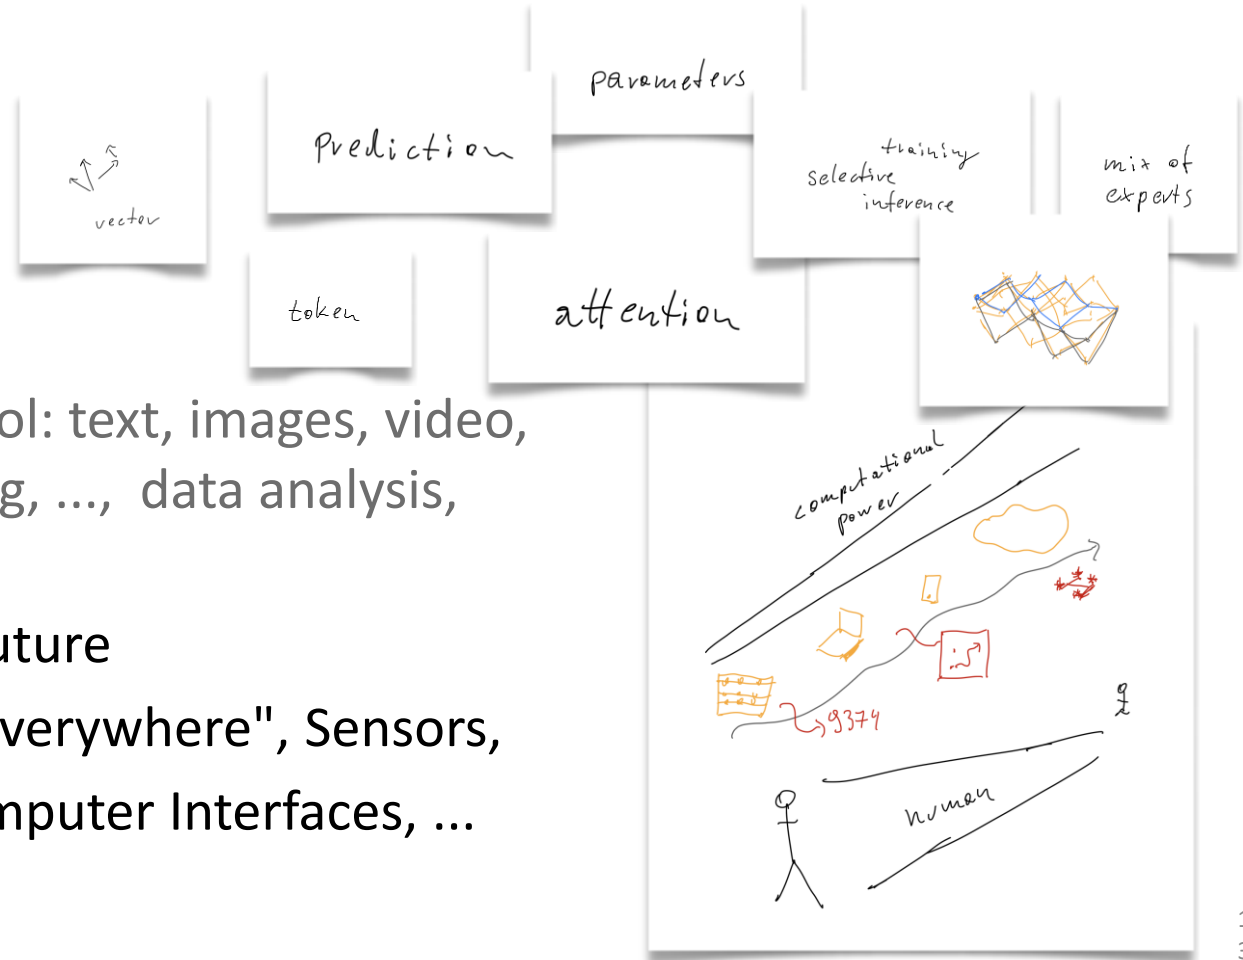 parameters
Prediction
training
selective
inference
mix of
experts
vector
token
attention
ol: text, images, video,
g, ..., data analysis,
uture
verywhere", Sensors,
mputer Interfaces, ...
computational
power
9374
human